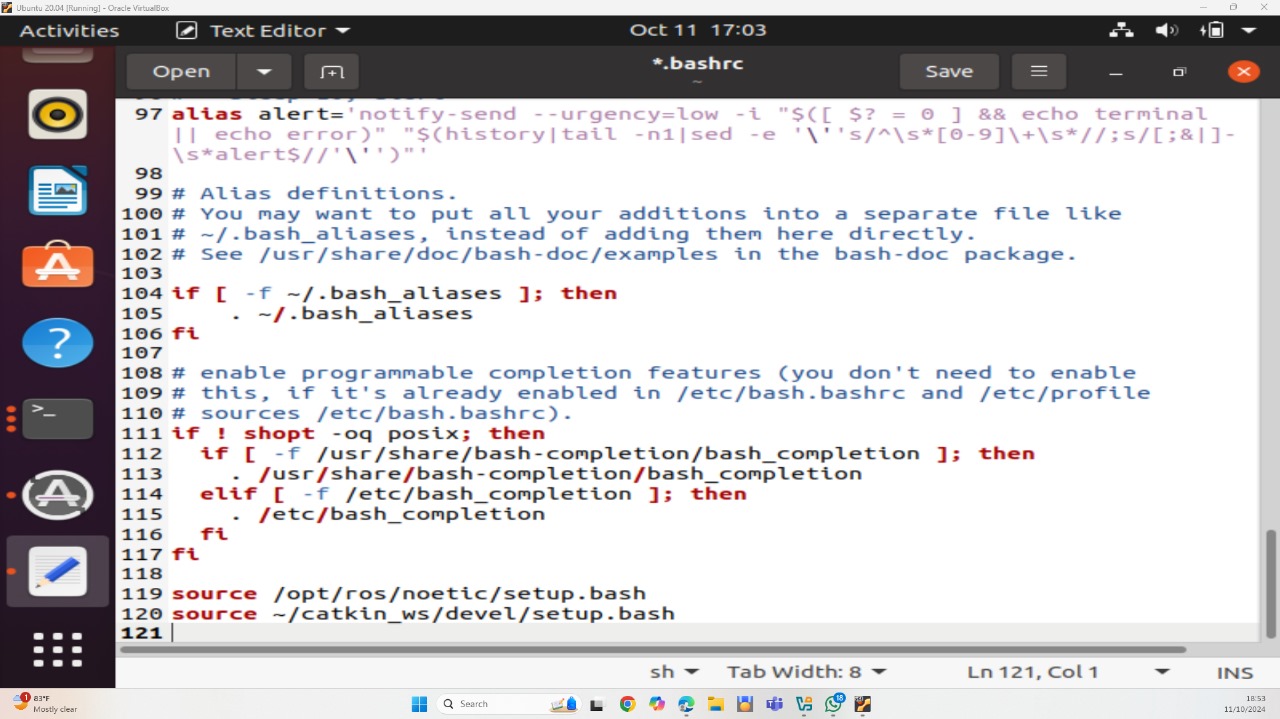 Ubuntu 20.04 [Running] - Oracle VirtualBox
Activities Text Editor Oct 11 17:03
Open *.bashrc Save
~
97 alias alert='notify-send --urgency=low -i "$([ $? = 0 ] && echo terminal
|| echo error)" "$(history|tail -n1|sed -e '\''s/^\s*[0-9]\+\s*//;s/[;&|]-
\s*alert$//'\'')"'
98
99 # Alias definitions.
100 # You may want to put all your additions into a separate file like
101 # ~/.bash_aliases, instead of adding them here directly.
102 # See /usr/share/doc/bash-doc/examples in the bash-doc package.
103
104 if [ -f ~/.bash_aliases ]; then
105     . ~/.bash_aliases
106 fi
107
108 # enable programmable completion features (you don't need to enable
109 # this, if it's already enabled in /etc/bash.bashrc and /etc/profile
110 # sources /etc/bash.bashrc).
111 if ! shopt -oq posix; then
112   if [ -f /usr/share/bash-completion/bash_completion ]; then
113     . /usr/share/bash-completion/bash_completion
114   elif [ -f /etc/bash_completion ]; then
115     . /etc/bash_completion
116   fi
117 fi
118
119 source /opt/ros/noetic/setup.bash
120 source ~/catkin_ws/devel/setup.bash
121
sh Tab Width: 8 Ln 121, Col 1 INS
1 83°F Search 18 18:53
Mostly clear 11/10/2024